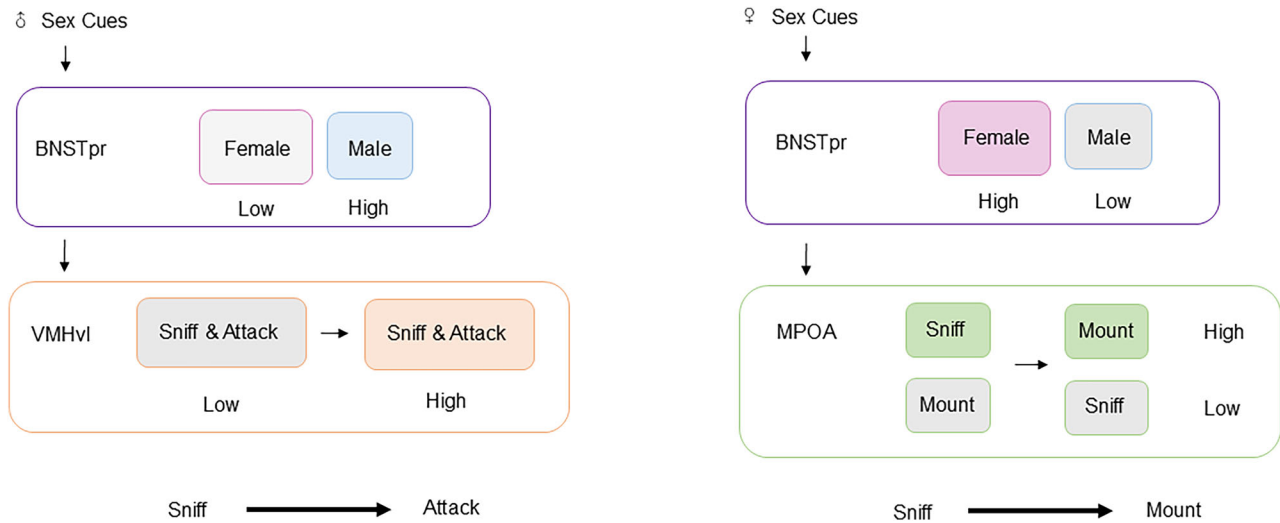 ♂ Sex Cues
BNSTpr
Female
Male
Low
High
VMHvl
Sniff & Attack
Sniff & Attack
Low
High
Sniff
Attack
♀ Sex Cues
BNSTpr
Female
Male
High
Low
MPOA
Sniff
Mount
High
Mount
Sniff
Low
Sniff
Mount